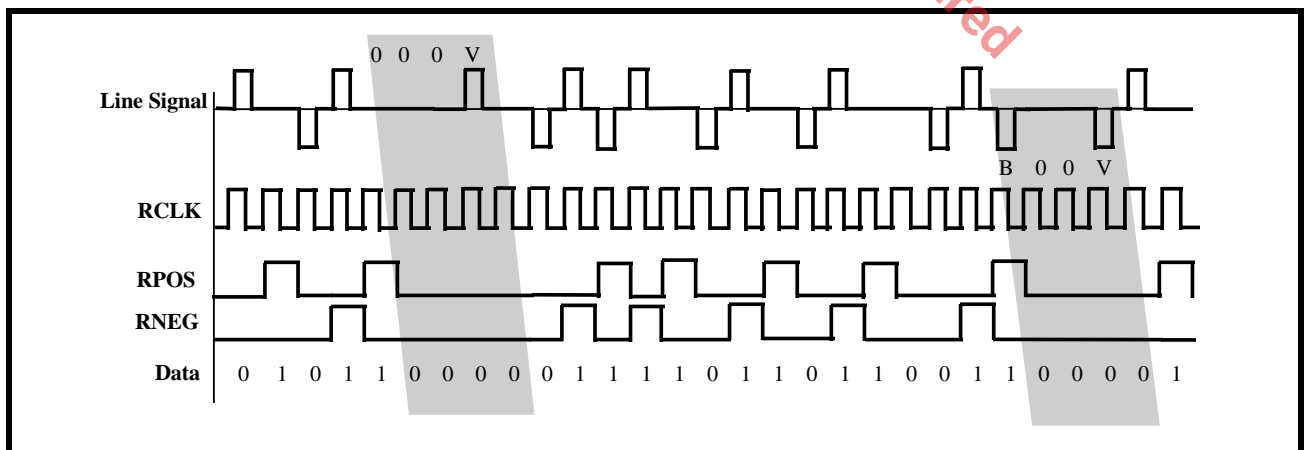 ired
0 0 0 V
Line Signal
B 0 0 V
RCLK
RPOS
RNEG
Data 0 1 0 1 1 0 0 0 0 0 1 1 1 1 0 1 1 0 1 1 0 0 1 1 0 0 0 0 1